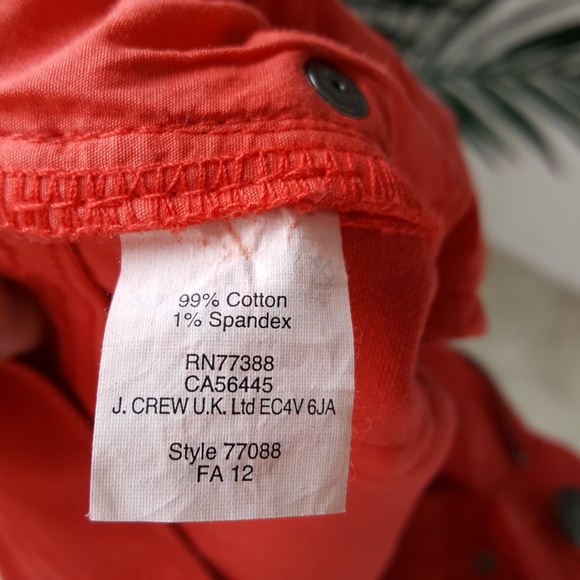 99% Cotton
1% Spandex
RN77388
CA56445
J. CREW U.K. Ltd EC4V 6JA
Style 77088
FA 12